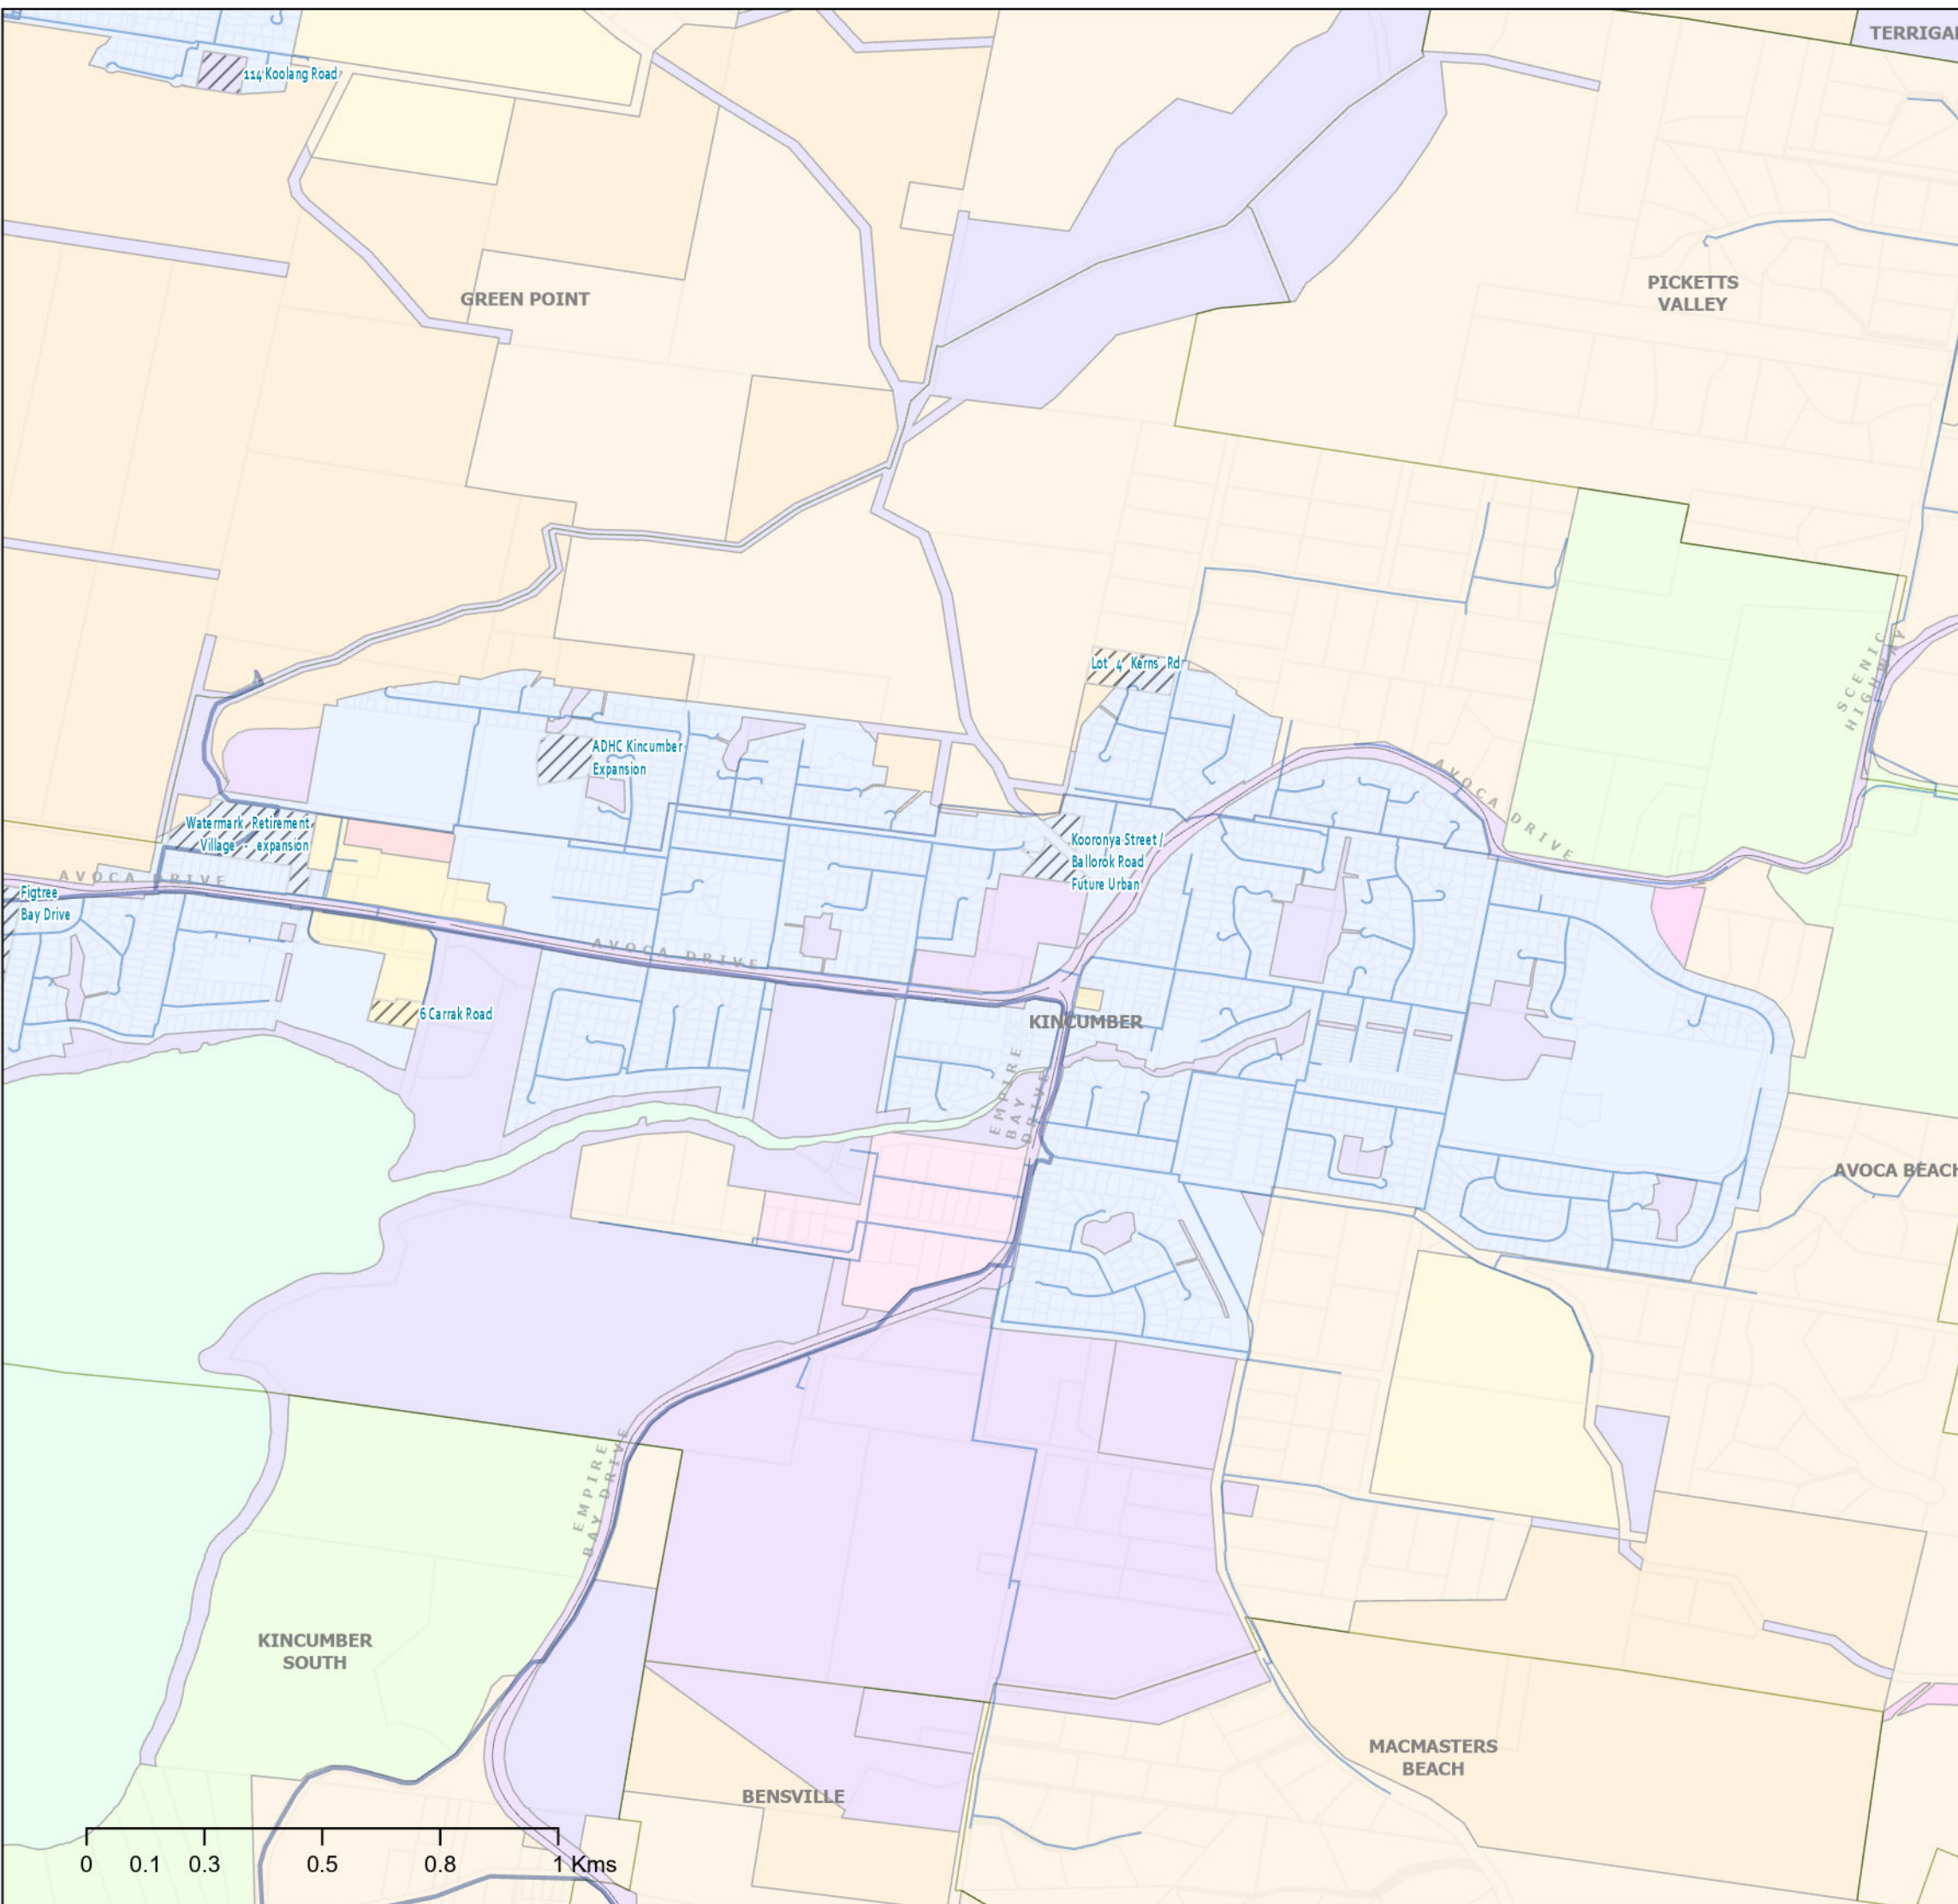 TERRIGA
114 Koolang Road
GREEN POINT
PICKETTS
VALLEY
SCENIC
HIGHWAY
Lot 4 Kerns Rd
ADHC Kincumber
Expansion
AVOCA DRIVE
Watermark Retirement
Village - expansion
Kooronya Street /
Ballorok Road
Future Urban
AVOCA DRIVE
Figtree
Bay Drive
AVOCA DRIVE
6 Carrak Road
KINCUMBER
EMPIRE
BAY
DRIVE
AVOCA BEACH
EMPIRE
BAY DRIVE
KINCUMBER
SOUTH
MACMASTERS
BEACH
BENSVILLE
0 0.1 0.3 0.5 0.8 1 Kms